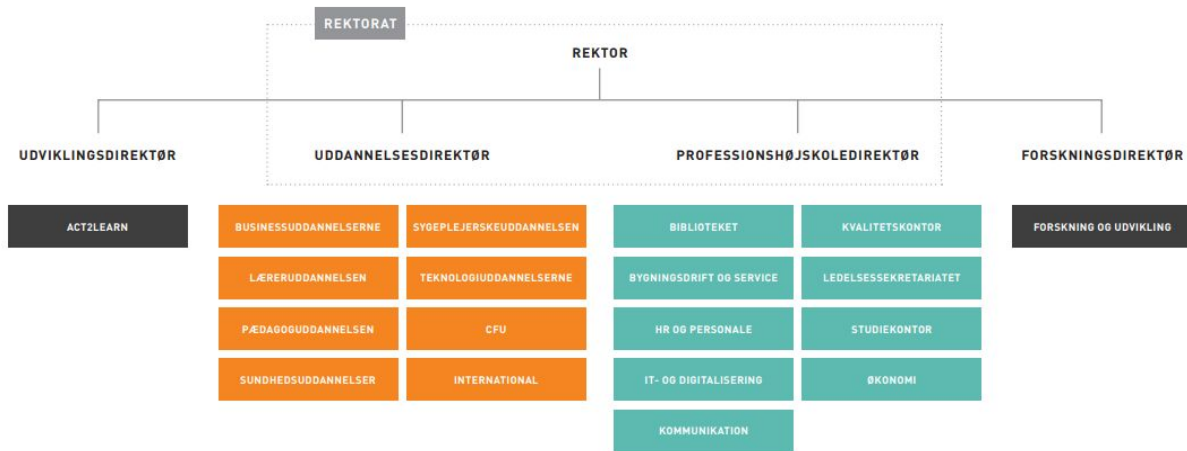 REKTORAT
REKTOR
UDVIKLINGSDIREKTØR
UDDANNELSESDIREKTØR
PROFESSIONSHØJSKOLEDIREKTØR
FORSKNINGSDIREKTØR
ACT2LEARN
BUSINESSUDDANNELSERNE
SYGEPLEJERSKEUDDANNELSEN
BIBLIOTEKET
KVALITETSKONTOR
FORSKNING OG UDVIKLING
LÆRERUDDANNELSEN
TEKNOLOGIUDDANNELSERNE
BYGNINGSDRIFT OG SERVICE
LEDELSESSEKRETARIATET
PÆDAGOGUDDANNELSEN
CFU
HR OG PERSONALE
STUDIEKONTOR
SUNDHEDSUDDANNELSER
INTERNATIONAL
IT- OG DIGITALISERING
ØKONOMI
KOMMUNIKATION